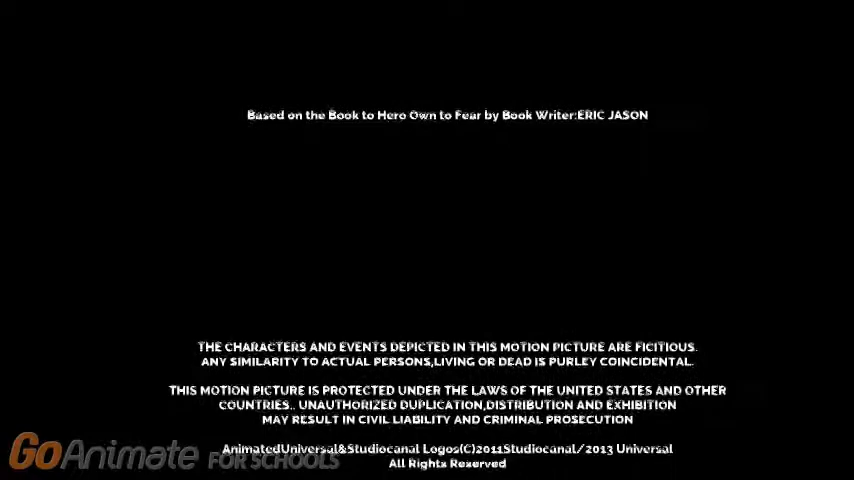 Based on the Book to Hero Own to Fear by Book Writer:ERIC JASON
THE CHARACTERS AND EVENTS DEPICTED IN THIS MOTION PICTURE ARE FICITIOUS.
ANY SIMILARITY TO ACTUAL PERSONS,LIVING OR DEAD IS PURLEY COINCIDENTAL.
THIS MOTION PICTURE IS PROTECTED UNDER THE LAWS OF THE UNITED STATES AND OTHER
COUNTRIES.. UNAUTHORIZED DUPLICATION,DISTRIBUTION AND EXHIBITION
MAY RESULT IN CIVIL LIABILITY AND CRIMINAL PROSECUTION
AnimatedUniversal&Studiocanal Logos(C)2011Studiocanal/2013 Universal
All Rights Reserved
GoAnimate FOR SCHOOLS